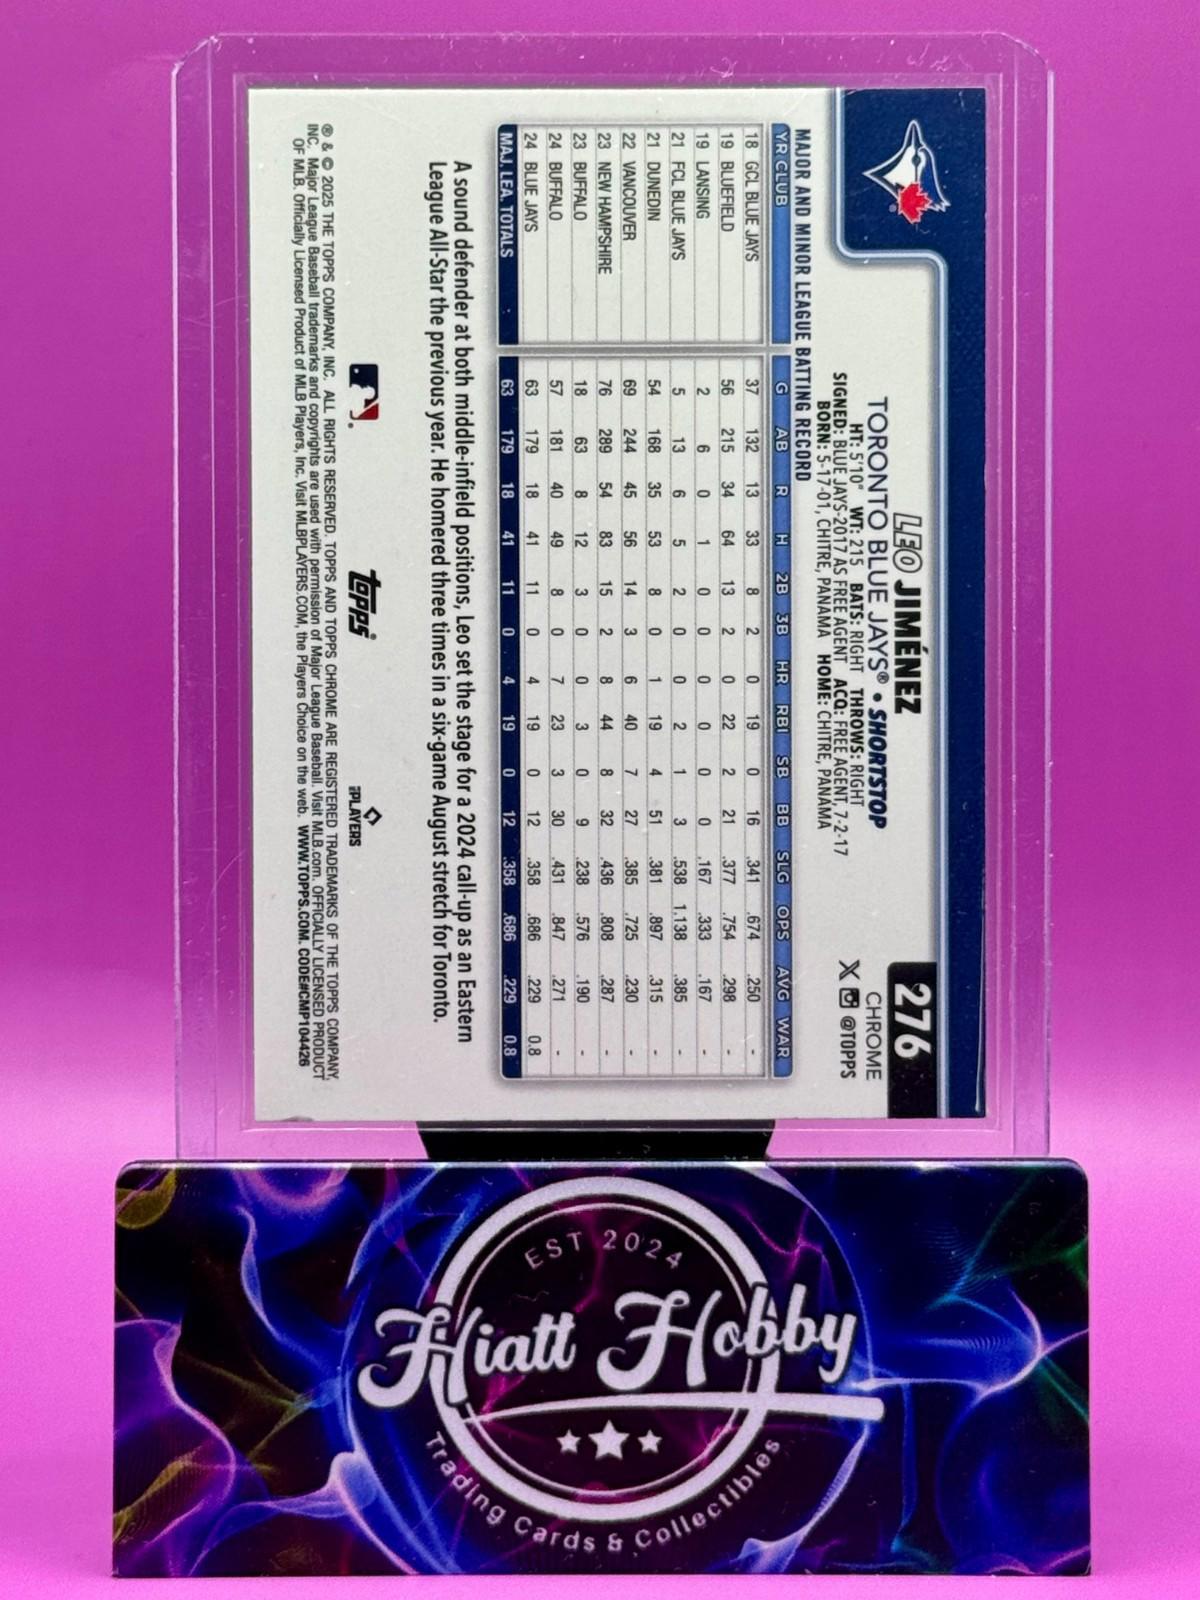 276
CHROME
X @TOPPS
LEO JIMÉNEZ
TORONTO BLUE JAYS® • SHORTSTOP
HT: 5'10" WT: 215 BATS: RIGHT THROWS: RIGHT
SIGNED: BLUE JAYS-2017 AS FREE AGENT ACQ: FREE AGENT, 7-2-17
BORN: 5-17-01, CHITRE, PANAMA HOME: CHITRE, PANAMA
MAJOR AND MINOR LEAGUE BATTING RECORD
YR CLUB G AB R H 2B 3B HR RBI SB BB SLG OPS AVG WAR
18 GCL BLUE JAYS 37 132 13 33 8 2 0 19 0 16 .341 .674 .250 -
19 BLUEFIELD 56 215 34 64 13 2 0 22 2 21 .377 .754 .298 -
19 LANSING 2 6 0 1 0 0 0 0 0 0 .167 .333 .167 -
21 FCL BLUE JAYS 5 13 6 5 2 0 0 2 1 3 .538 1.138 .385 -
21 DUNEDIN 54 168 35 53 8 0 1 19 4 51 .381 .897 .315 -
22 VANCOUVER 69 244 45 56 14 3 6 40 7 27 .385 .725 .230 -
23 NEW HAMPSHIRE 76 289 54 83 15 2 8 44 8 32 .436 .808 .287 -
23 BUFFALO 18 63 8 12 3 0 0 3 0 9 .238 .576 .190 -
24 BUFFALO 57 181 40 49 8 0 7 23 3 30 .431 .847 .271 -
24 BLUE JAYS 63 179 18 41 11 0 4 19 0 12 .358 .686 .229 0.8
MAJ. LEA. TOTALS 63 179 18 41 11 0 4 19 0 12 .358 .686 .229 0.8
A sound defender at both middle-infield positions, Leo set the stage for a 2024 call-up as an Eastern
League All-Star the previous year. He homered three times in a six-game August stretch for Toronto.
topps®
PLAYERS
® & © 2025 THE TOPPS COMPANY, INC. ALL RIGHTS RESERVED. TOPPS AND TOPPS CHROME ARE REGISTERED TRADEMARKS OF THE TOPPS COMPANY,
INC. Major League Baseball trademarks and copyrights are used with permission of Major League Baseball. Visit MLB.com. OFFICIALLY LICENSED PRODUCT
OF MLB. Officially Licensed Product of MLB Players, Inc. Visit MLBPLAYERS.COM, the Players Choice on the web. WWW.TOPPS.COM. CODE#CMP104426
EST 2024
Hiatt Hobby
Trading Cards & Collectibles